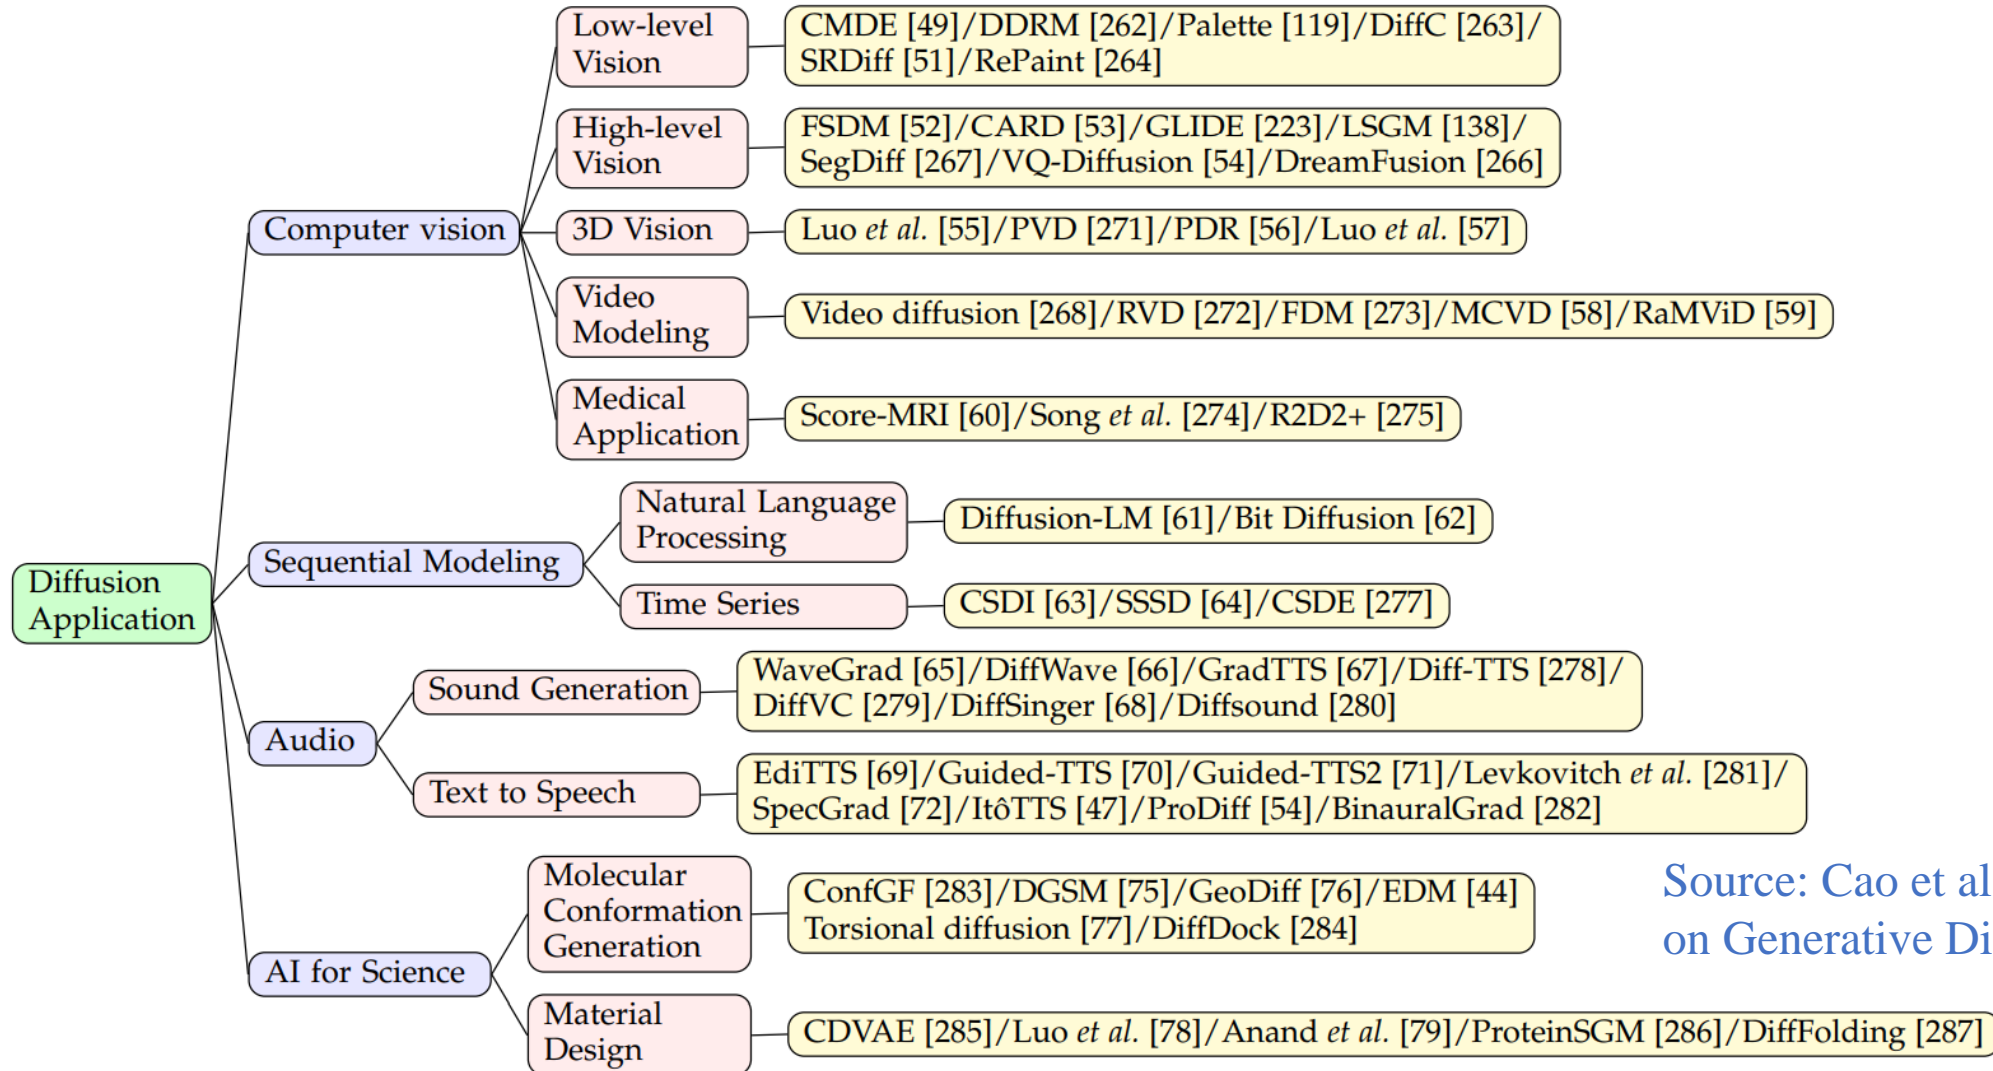 Diffusion
Application
Computer vision
Low-level
Vision
CMDE [49]/DDRM [262]/Palette [119]/DiffC [263]/
SRDiff [51]/RePaint [264]
High-level
Vision
FSDM [52]/CARD [53]/GLIDE [223]/LSGM [138]/
SegDiff [267]/VQ-Diffusion [54]/DreamFusion [266]
3D Vision
Luo et al. [55]/PVD [271]/PDR [56]/Luo et al. [57]
Video
Modeling
Video diffusion [268]/RVD [272]/FDM [273]/MCVD [58]/RaMViD [59]
Medical
Application
Score-MRI [60]/Song et al. [274]/R2D2+ [275]
Sequential Modeling
Natural Language
Processing
Diffusion-LM [61]/Bit Diffusion [62]
Time Series
CSDI [63]/SSSD [64]/CSDE [277]
Audio
Sound Generation
WaveGrad [65]/DiffWave [66]/GradTTS [67]/Diff-TTS [278]/
DiffVC [279]/DiffSinger [68]/Diffsound [280]
Text to Speech
EdiTTS [69]/Guided-TTS [70]/Guided-TTS2 [71]/Levkovitch et al. [281]/
SpecGrad [72]/ItôTTS [47]/ProDiff [54]/BinauralGrad [282]
AI for Science
Molecular
Conformation
Generation
ConfGF [283]/DGSM [75]/GeoDiff [76]/EDM [44]
Torsional diffusion [77]/DiffDock [284]
Material
Design
CDVAE [285]/Luo et al. [78]/Anand et al. [79]/ProteinSGM [286]/DiffFolding [287]
Source: Cao et al
on Generative Di